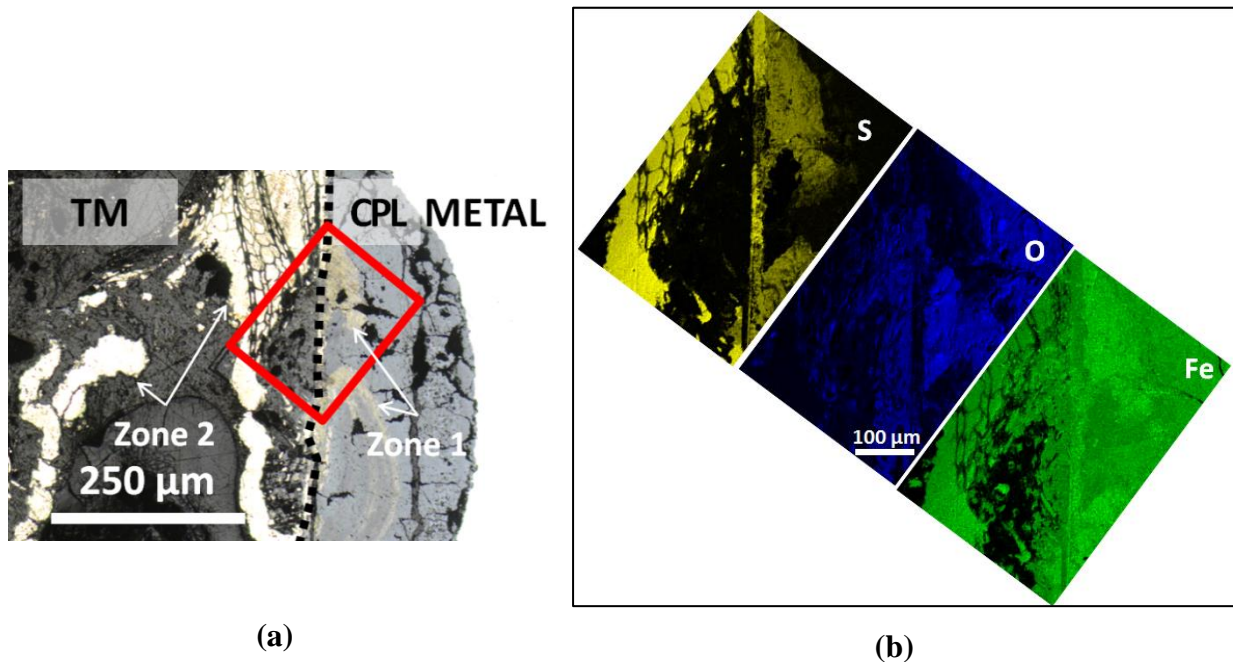 TM
CPL METAL
Zone 2
Zone 1
250 µm
(a)
S
O
Fe
100 µm
(b)